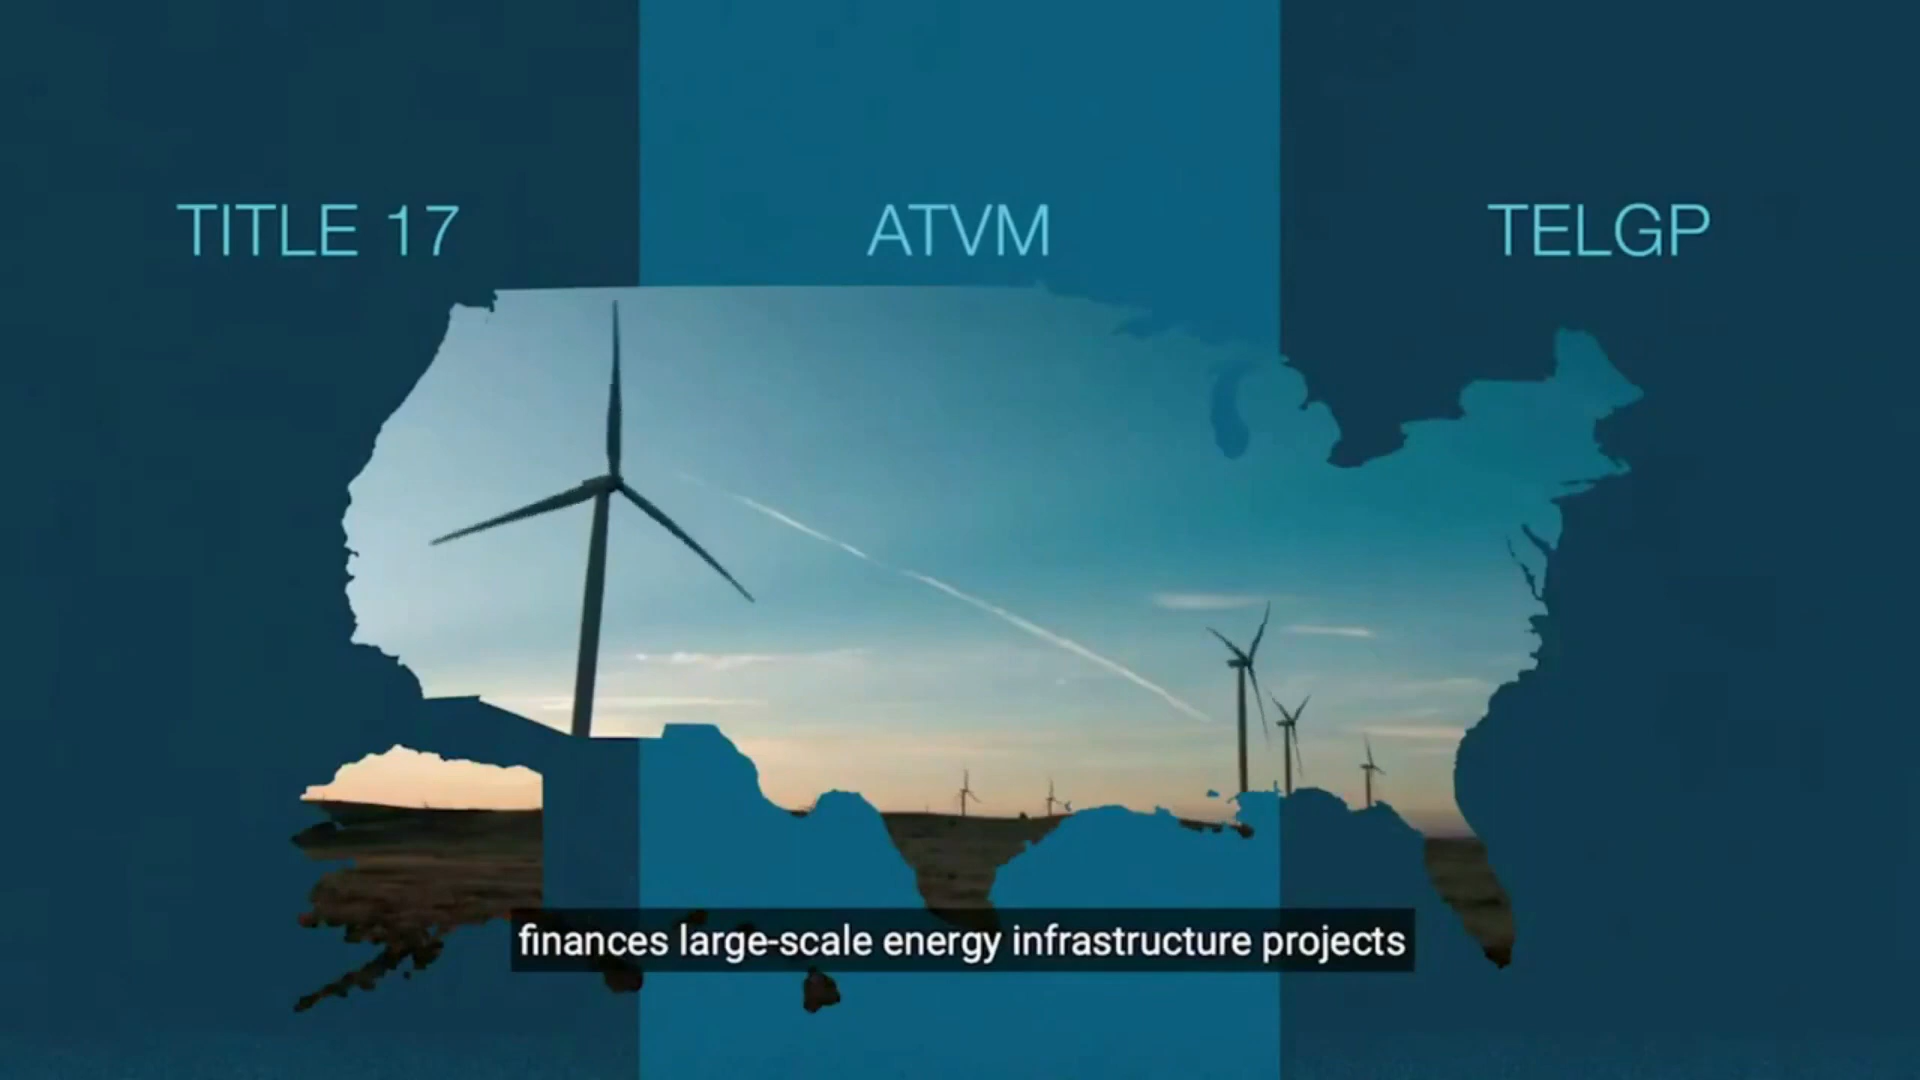 TITLE 17
ATVM
TELGP
finances large-scale energy infrastructure projects